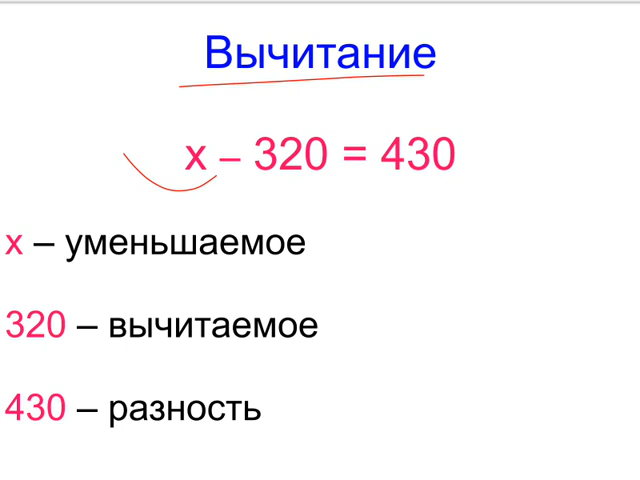 Вычитание
х – 320 = 430
х – уменьшаемое
320 – вычитаемое
430 – разность